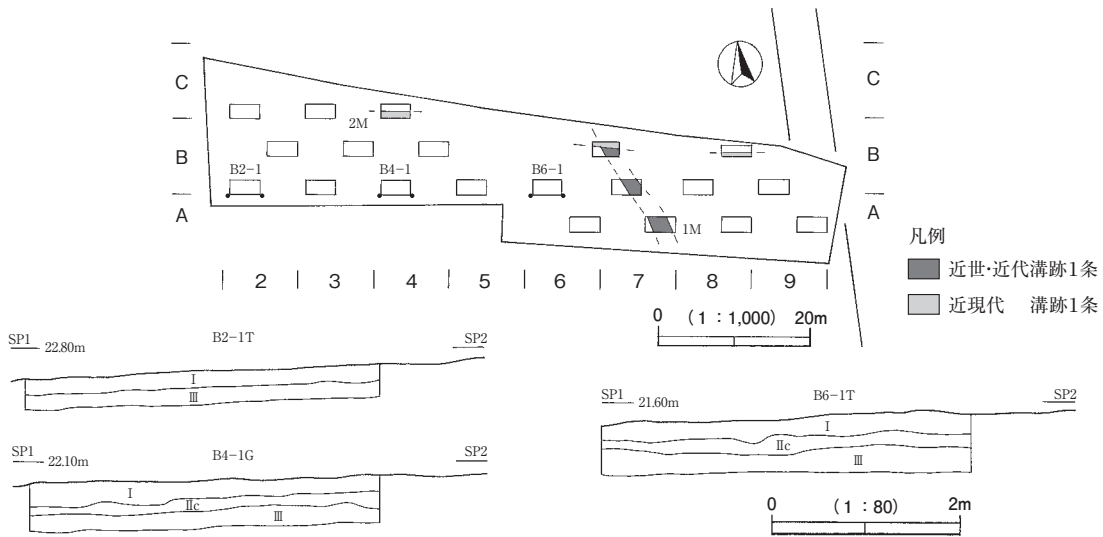 C
C
2M
B
B
B2-1
B4-1
B6-1
A
A
1M
凡例
2
3
4
5
6
7
8
9
近世・近代溝跡1条
近現代　溝跡1条
0 (1：1,000) 20m
B2-1T
SP1 22.80m
SP2
I
Ⅲ
B6-1T
SP1 21.60m
SP2
I
Ⅱc
Ⅲ
B4-1G
SP1 22.10m
SP2
I
Ⅱc
Ⅲ
0 (1：80) 2m